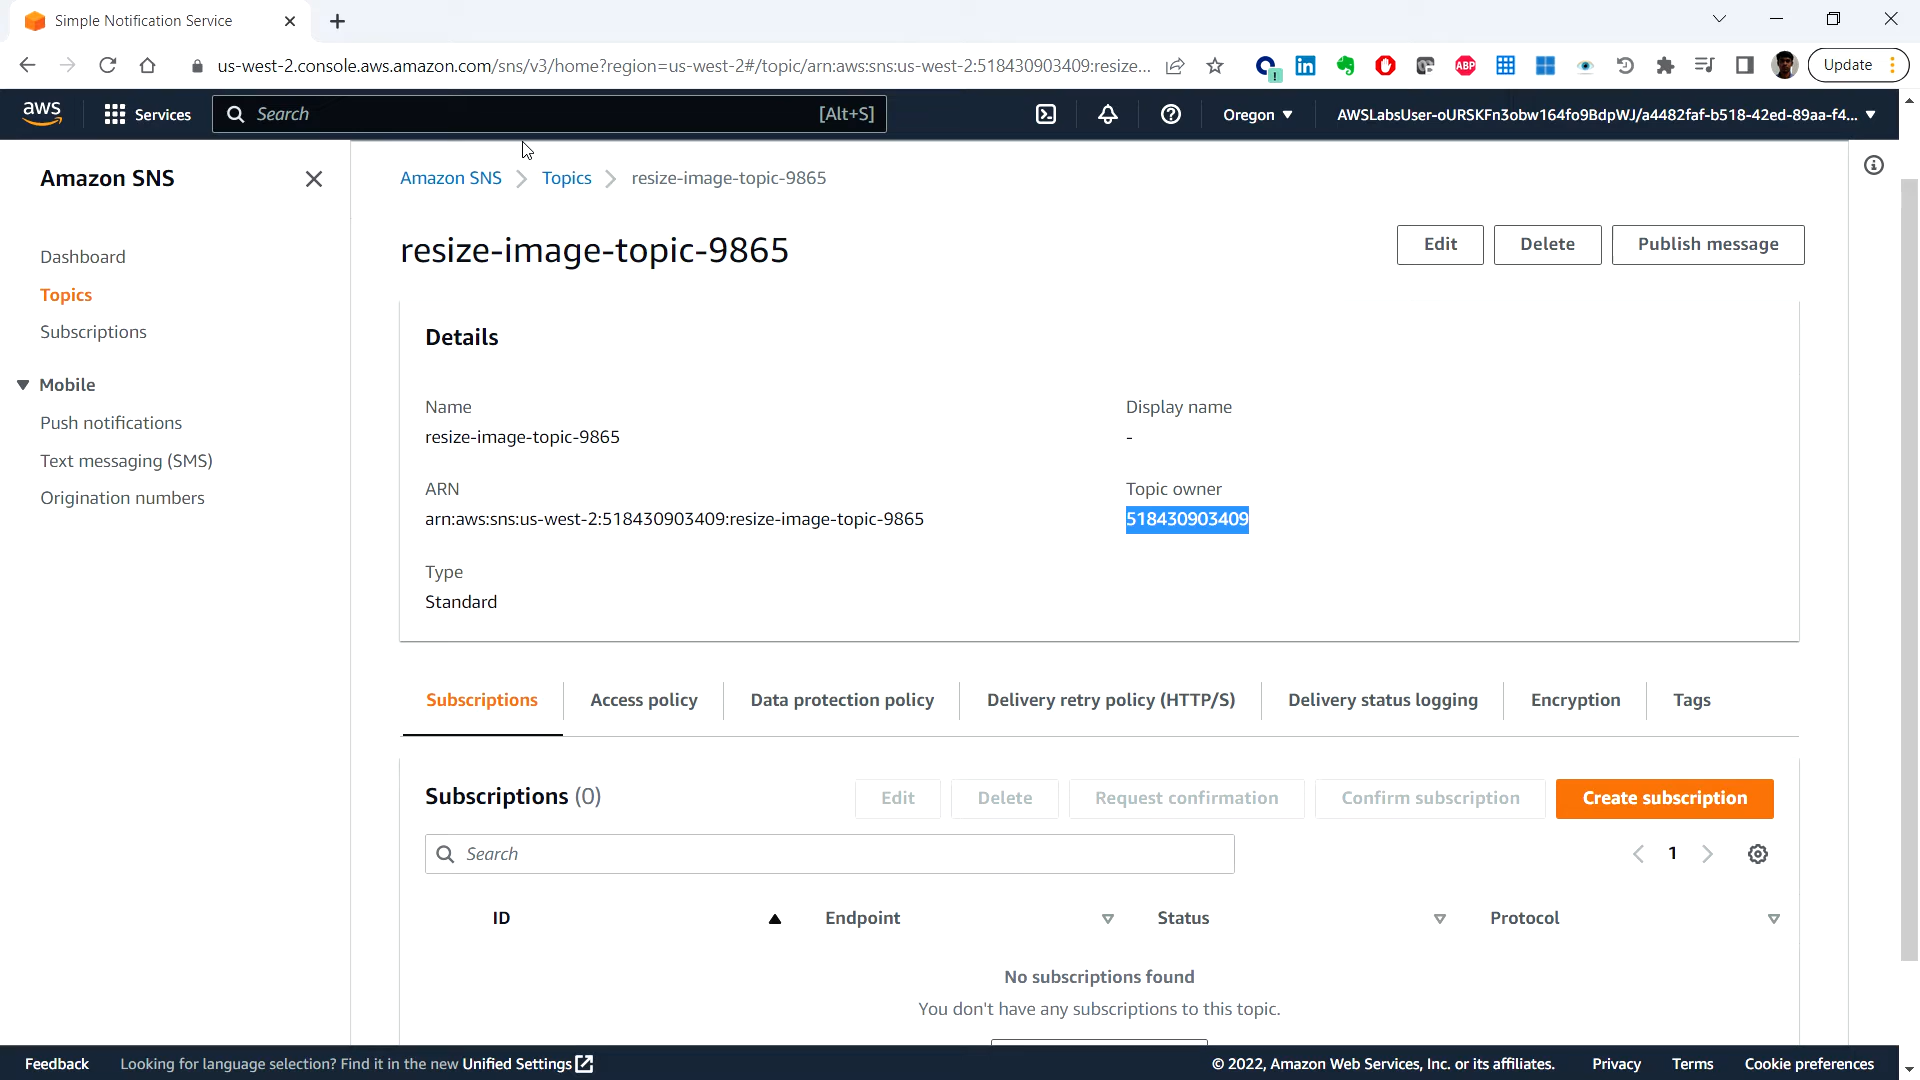 Simple Notification Service
us-west-2.console.aws.amazon.com/sns/v3/home?region=us-west-2#/topic/arn:aws:sns:us-west-2:518430903409:resize...
Update
aws
Services
Search
[Alt+S]
Oregon
AWSLabsUser-oURSKFn3obw164fo9BdpWJ/a4482faf-b518-42ed-89aa-f4...
Amazon SNS
Dashboard
Topics
Subscriptions
Mobile
Push notifications
Text messaging (SMS)
Origination numbers
Amazon SNS
Topics
resize-image-topic-9865
resize-image-topic-9865
Edit
Delete
Publish message
Details
Name
resize-image-topic-9865
Display name
-
ARN
arn:aws:sns:us-west-2:518430903409:resize-image-topic-9865
Topic owner
518430903409
Type
Standard
Subscriptions
Access policy
Data protection policy
Delivery retry policy (HTTP/S)
Delivery status logging
Encryption
Tags
Subscriptions (0)
Edit
Delete
Request confirmation
Confirm subscription
Create subscription
Search
1
ID
Endpoint
Status
Protocol
No subscriptions found
You don't have any subscriptions to this topic.
Feedback
Looking for language selection? Find it in the new Unified Settings
© 2022, Amazon Web Services, Inc. or its affiliates.
Privacy
Terms
Cookie preferences
ABP